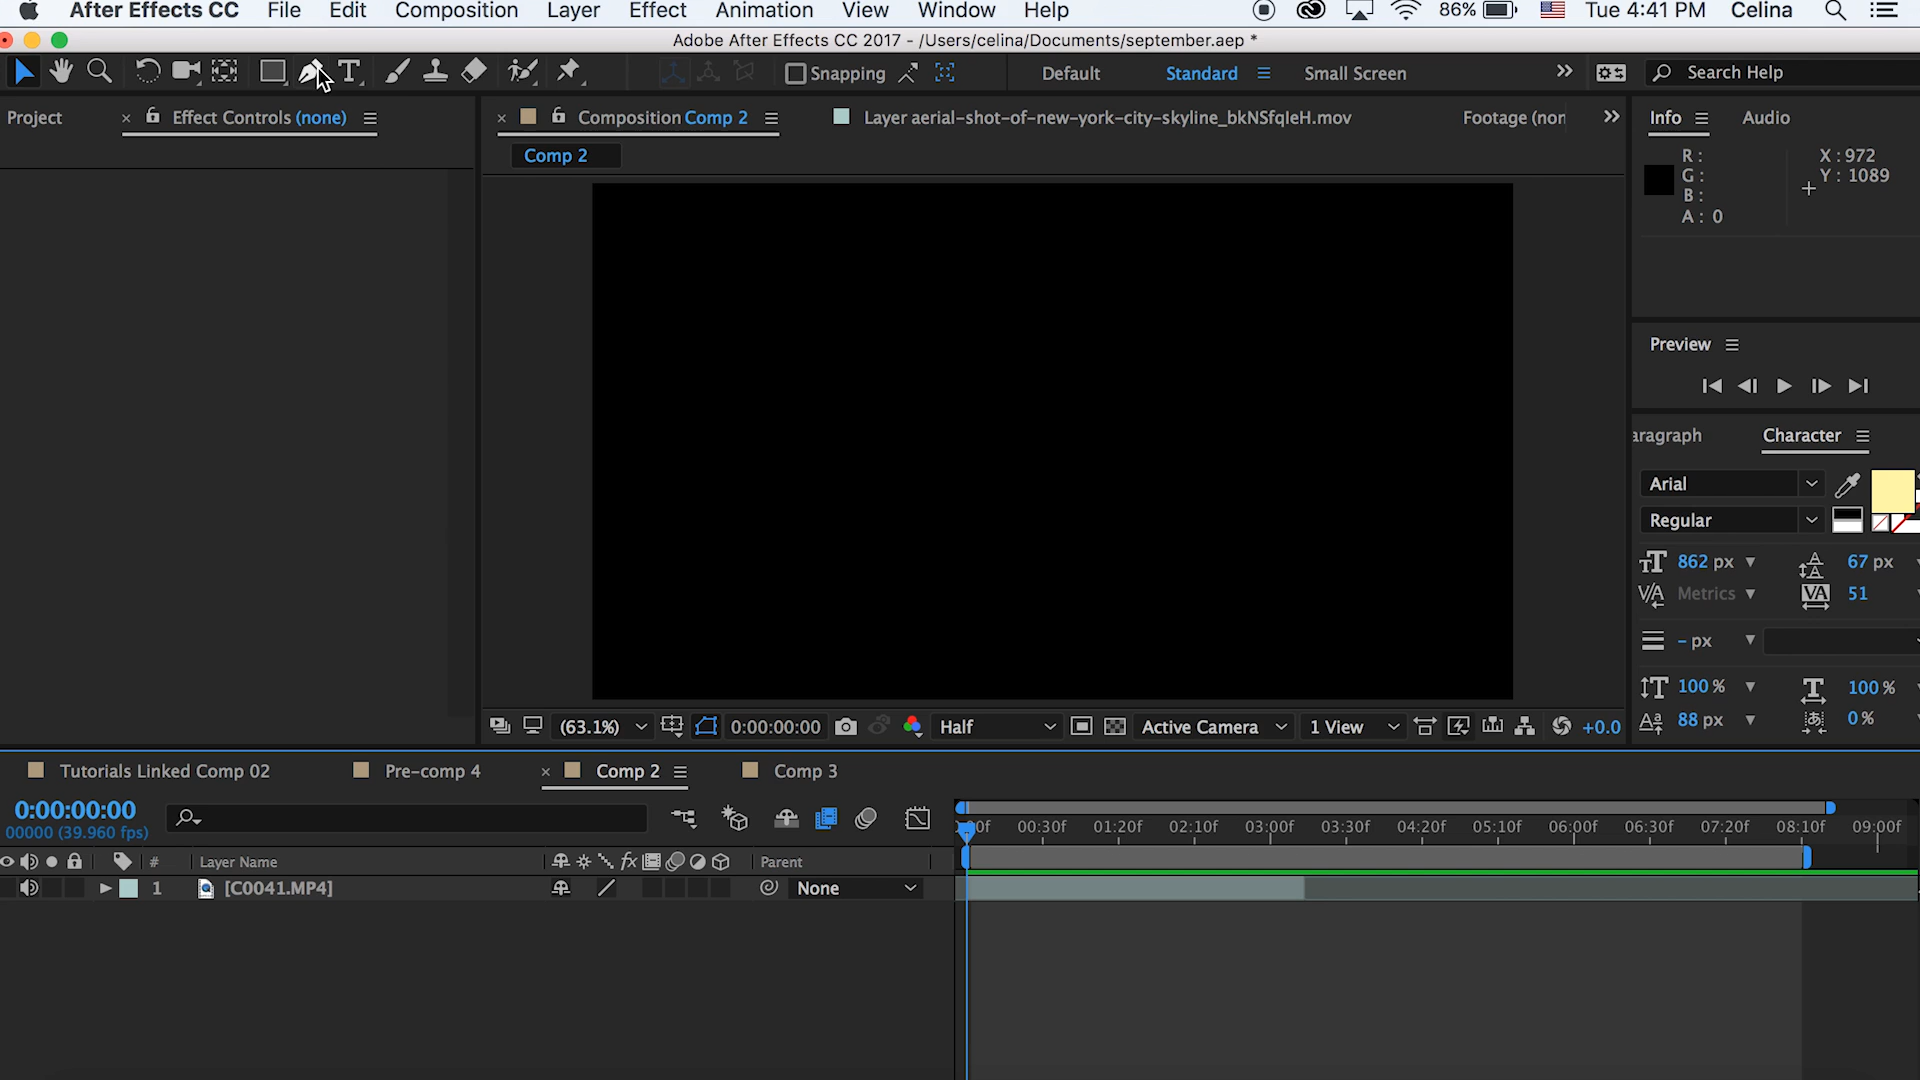 After Effects CC File Edit Composition Layer Effect Animation View Window Help 86% Tue 4:41 PM Celina
Adobe After Effects CC 2017 - /Users/celina/Documents/september.aep *
T Snapping Default Standard Small Screen Search Help
Project Effect Controls (none) Composition Comp 2 Layer aerial-shot-of-new-york-city-skyline_bkNSfqleH.mov Footage (nor Info Audio
Comp 2
R: X: 972
G: Y: 1089
B:
A: 0
Preview
aragraph Character
Arial
Regular
862 px 67 px
Metrics 51
- px
100 % 100 %
88 px 0 %
(63.1%) 0:00:00:00 Half Active Camera 1 View +0.0
Tutorials Linked Comp 02 Pre-comp 4 Comp 2 Comp 3
0:00:00:00
00000 (39.960 fps)
00:30f 01:20f 02:10f 03:00f 03:30f 04:20f 05:10f 06:00f 06:30f 07:20f 08:10f 09:00f
# Layer Name fx Parent
1 [C0041.MP4] None